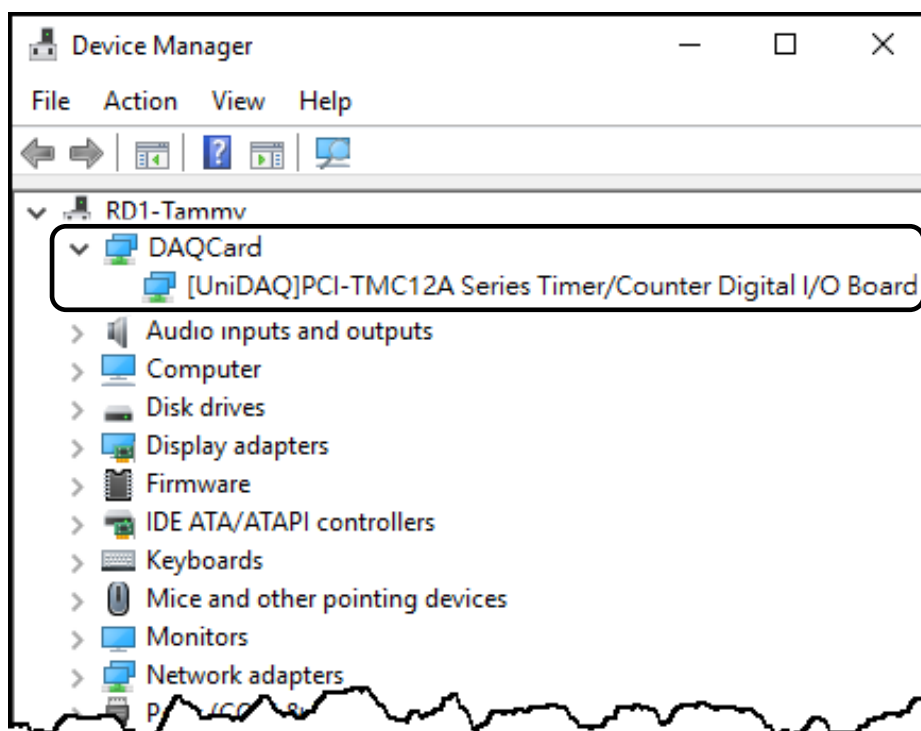 Device Manager
File Action View Help
RD1-Tammy
DAQCard
[UniDAQ]PCI-TMC12A Series Timer/Counter Digital I/O Board
Audio inputs and outputs
Computer
Disk drives
Display adapters
Firmware
IDE ATA/ATAPI controllers
Keyboards
Mice and other pointing devices
Monitors
Network adapters